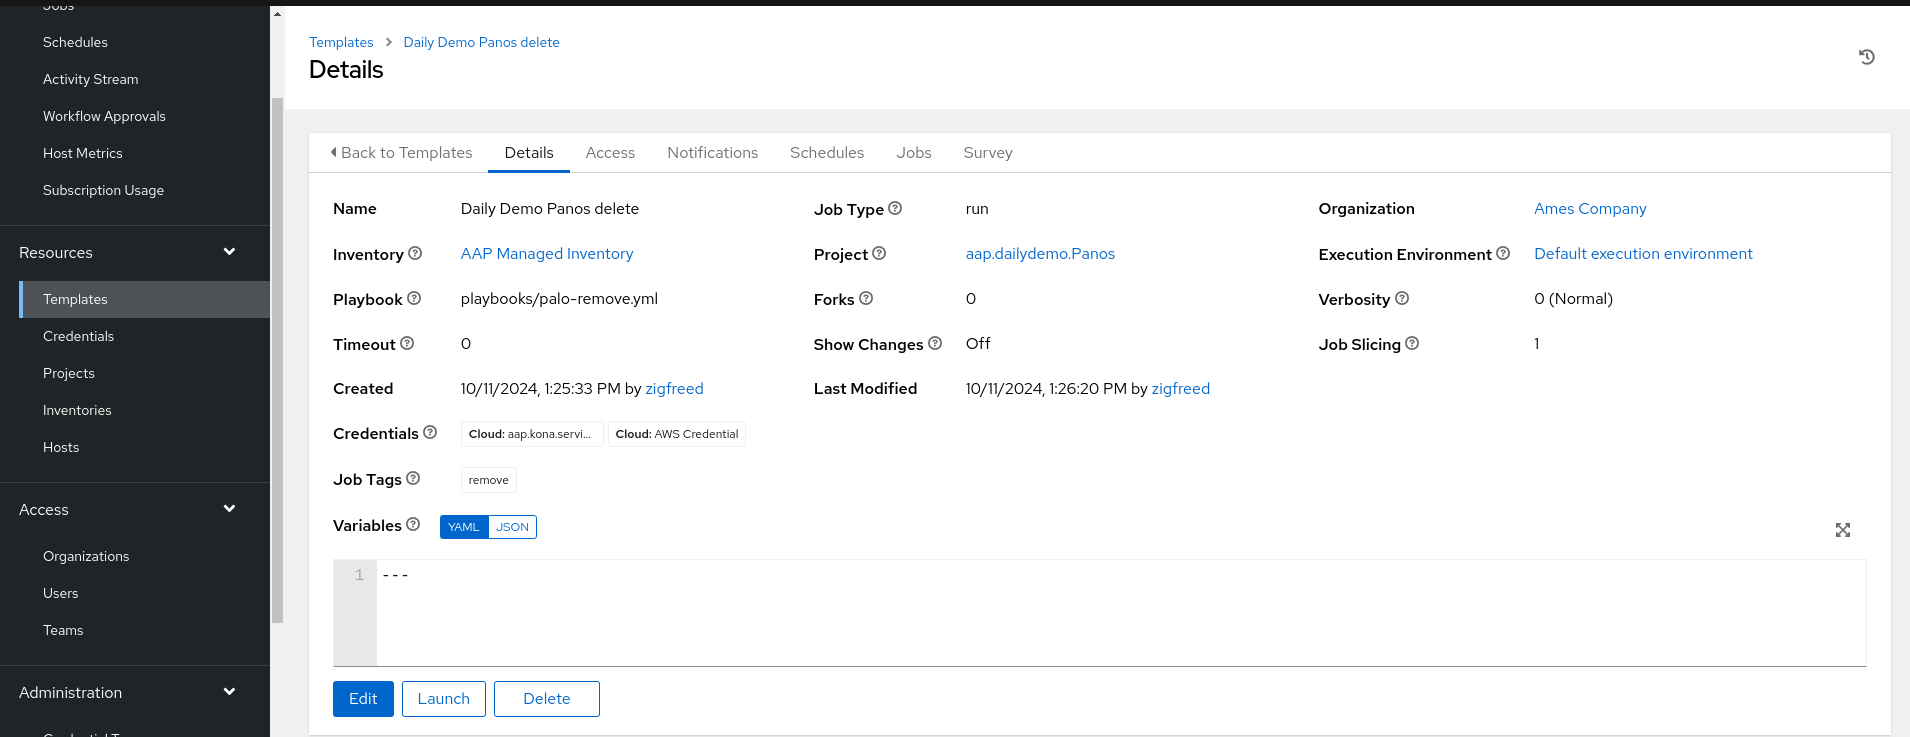 Jobs
Schedules
Activity Stream
Workflow Approvals
Host Metrics
Subscription Usage
Resources
Templates
Credentials
Projects
Inventories
Hosts
Access
Organizations
Users
Teams
Administration
Templates > Daily Demo Panos delete
Details
Back to Templates Details Access Notifications Schedules Jobs Survey
Name Daily Demo Panos delete Job Type run Organization Ames Company
Inventory AAP Managed Inventory Project aap.dailydemo.Panos Execution Environment Default execution environment
Playbook playbooks/palo-remove.yml Forks 0 Verbosity 0 (Normal)
Timeout 0 Show Changes Off Job Slicing 1
Created 10/11/2024, 1:25:33 PM by zigfreed Last Modified 10/11/2024, 1:26:20 PM by zigfreed
Credentials Cloud: aap.kona.servi... Cloud: AWS Credential
Job Tags remove
Variables YAML JSON
1 ---
Edit Launch Delete